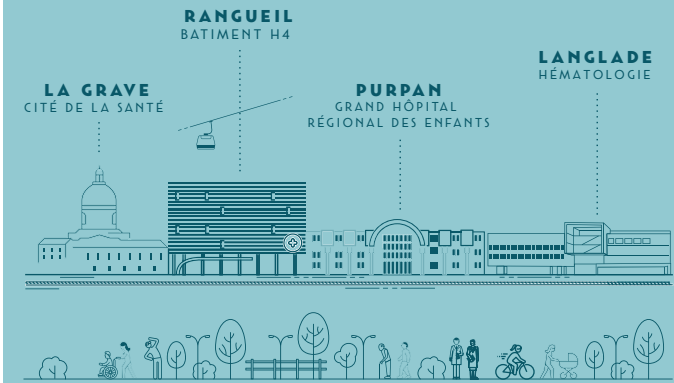 RANGUEIL
BATIMENT H4
LANGLADE
HÉMATOLOGIE
LA GRAVE
CITÉ DE LA SANTÉ
PURPAN
GRAND HÔPITAL
RÉGIONAL DES ENFANTS